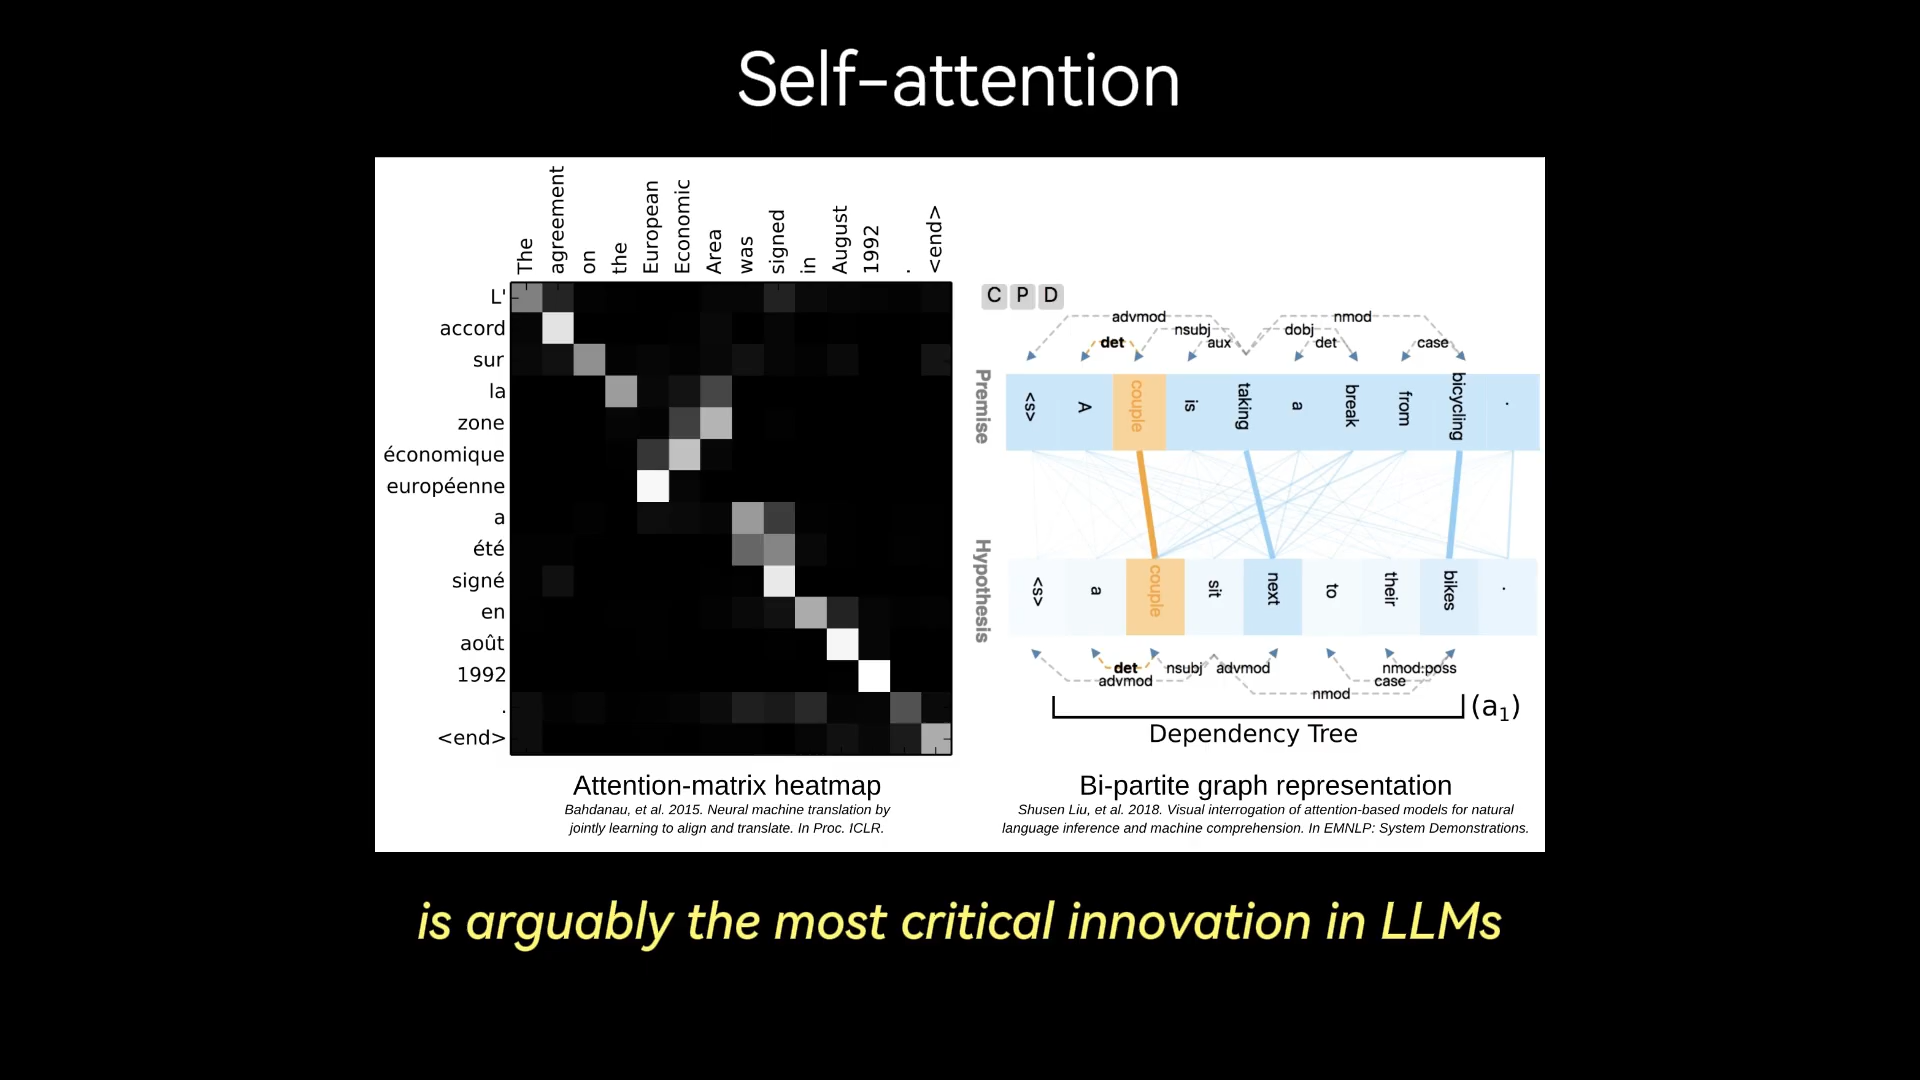 Self-attention
The
agreement
on
the
European
Economic
Area
was
signed
in
August
1992
.
<end>
L'
accord
sur
la
zone
économique
européenne
a
été
signé
en
août
1992
.
<end>
Attention-matrix heatmap
Bahdanau, et al. 2015. Neural machine translation by
jointly learning to align and translate. In Proc. ICLR.
C P D
advmod nmod
nsubj dobj
det aux det case
Premise
<s> A couple is taking a break from bicycling .
Hypothesis
<s> a couple sit next to their bikes .
det nsubj advmod nmod:poss
advmod case
nmod
(a1)
Dependency Tree
Bi-partite graph representation
Shusen Liu, et al. 2018. Visual interrogation of attention-based models for natural
language inference and machine comprehension. In EMNLP: System Demonstrations.
is arguably the most critical innovation in LLMs